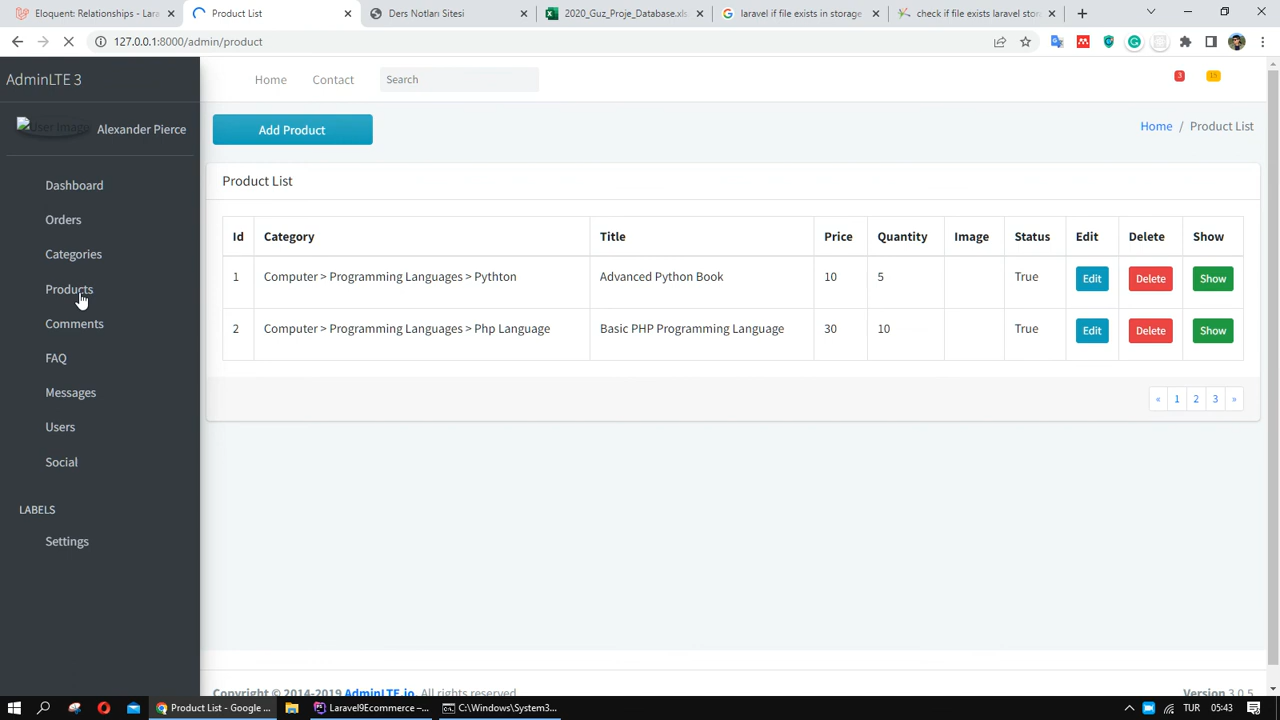 Eloquent: Relationships - Larav
Product List
Ders Notları Sitesi
2020_Guz_Proje_Database.xls
laravel if file exists in storage
check if file exists laravel stora
127.0.0.1:8000/admin/product
AdminLTE 3
Home
Contact
Search
3
15
User Image
Alexander Pierce
Add Product
Home / Product List
Dashboard
Orders
Categories
Products
Comments
FAQ
Messages
Users
Social
LABELS
Settings
Product List
Id Category Title Price Quantity Image Status Edit Delete Show
1 Computer > Programming Languages > Pythton Advanced Python Book 10 5 True Edit Delete Show
2 Computer > Programming Languages > Php Language Basic PHP Programming Language 30 10 True Edit Delete Show
« 1 2 3 »
Copyright © 2014-2019 AdminLTE.io. All rights reserved.
Version 3.0.5
Product List - Google ...
Laravel9Ecommerce –...
C:\Windows\System3...
TUR
05:43